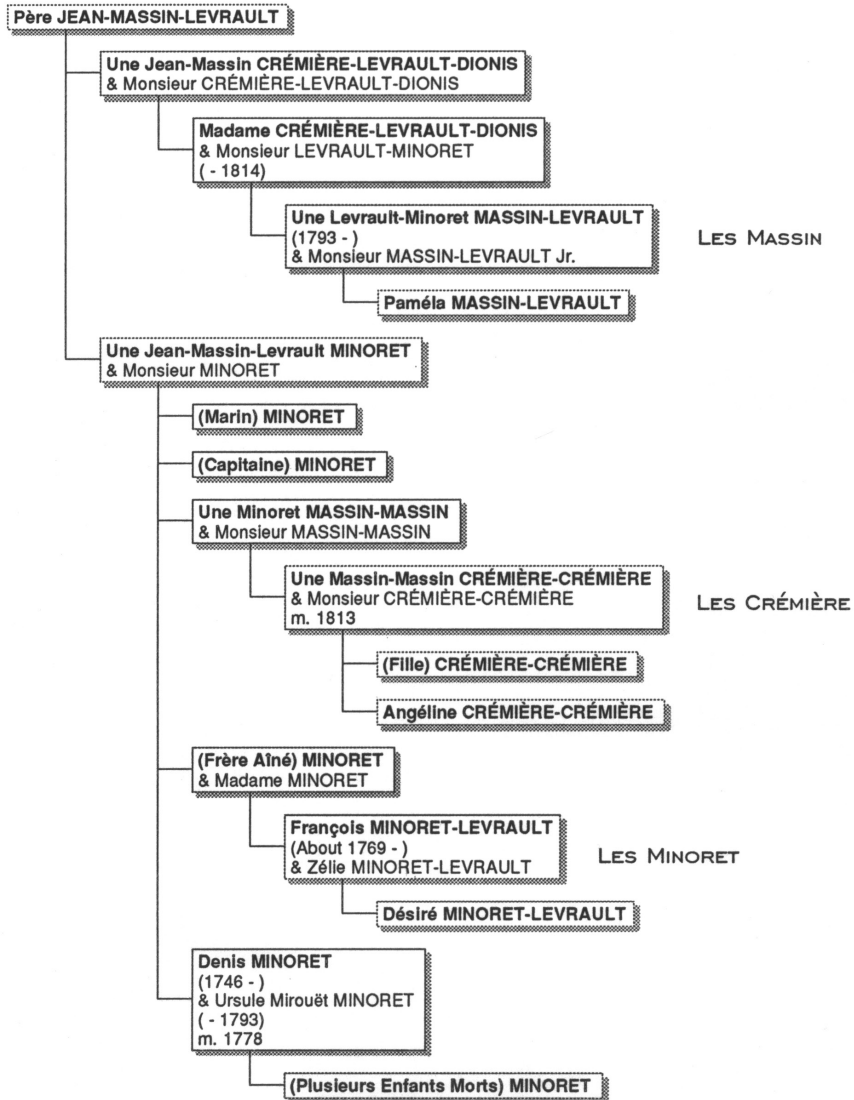 Père JEAN-MASSIN-LEVRAULT
Une Jean-Massin CRÉMIÈRE-LEVRAULT-DIONIS
& Monsieur CRÉMIÈRE-LEVRAULT-DIONIS
Madame CRÉMIÈRE-LEVRAULT-DIONIS
& Monsieur LEVRAULT-MINORET
( - 1814)
Une Levrault-Minoret MASSIN-LEVRAULT
(1793 - )
& Monsieur MASSIN-LEVRAULT Jr.
LES MASSIN
Paméla MASSIN-LEVRAULT
Une Jean-Massin-Levrault MINORET
& Monsieur MINORET
(Marin) MINORET
(Capitaine) MINORET
Une Minoret MASSIN-MASSIN
& Monsieur MASSIN-MASSIN
Une Massin-Massin CRÉMIÈRE-CRÉMIÈRE
& Monsieur CRÉMIÈRE-CRÉMIÈRE
m. 1813
LES CRÉMIÈRE
(Fille) CRÉMIÈRE-CRÉMIÈRE
Angéline CRÉMIÈRE-CRÉMIÈRE
(Frère Aîné) MINORET
& Madame MINORET
François MINORET-LEVRAULT
(About 1769 - )
& Zélie MINORET-LEVRAULT
LES MINORET
Désiré MINORET-LEVRAULT
Denis MINORET
(1746 - )
& Ursule Mirouët MINORET
( - 1793)
m. 1778
(Plusieurs Enfants Morts) MINORET